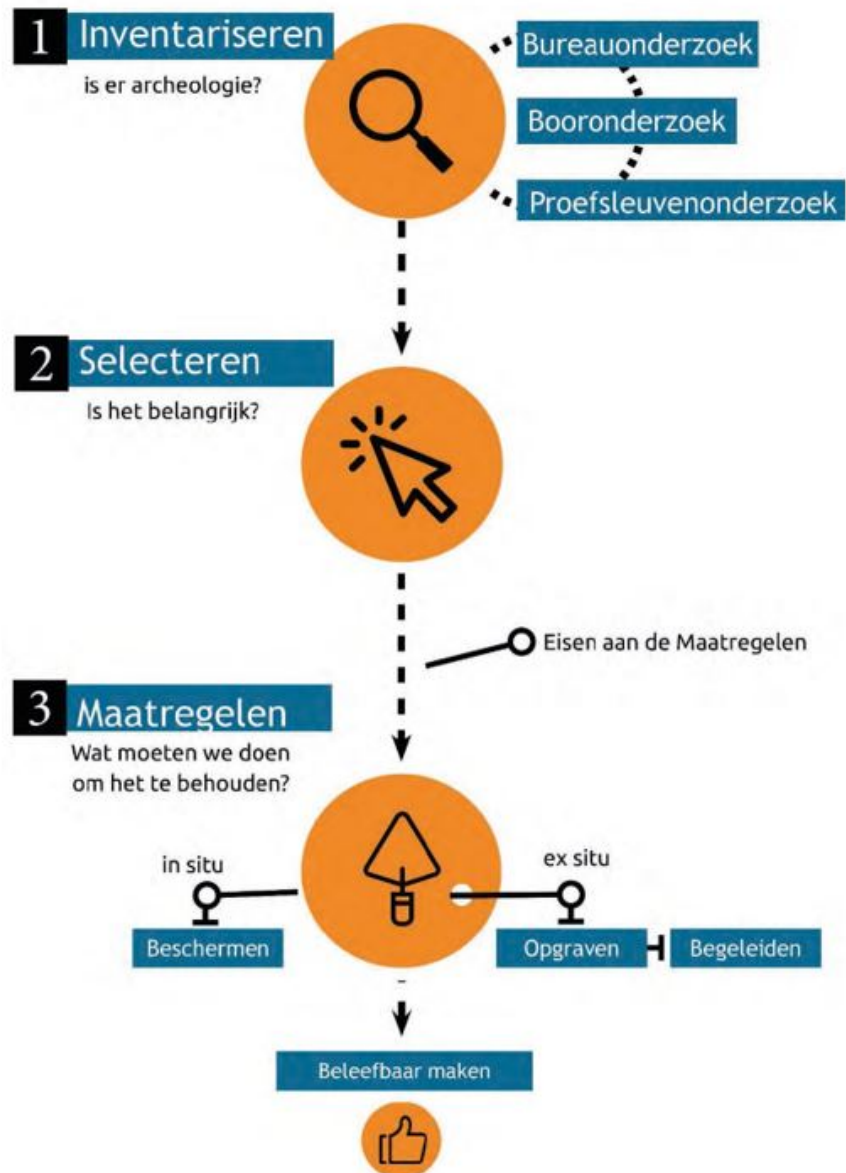 1 Inventariseren
is er archeologie?
Bureauonderzoek
Booronderzoek
Proefsleuvenonderzoek
2 Selecteren
Is het belangrijk?
Eisen aan de Maatregelen
3 Maatregelen
Wat moeten we doen
om het te behouden?
in situ
ex situ
Beschermen
Opgraven
Begeleiden
Beleefbaar maken